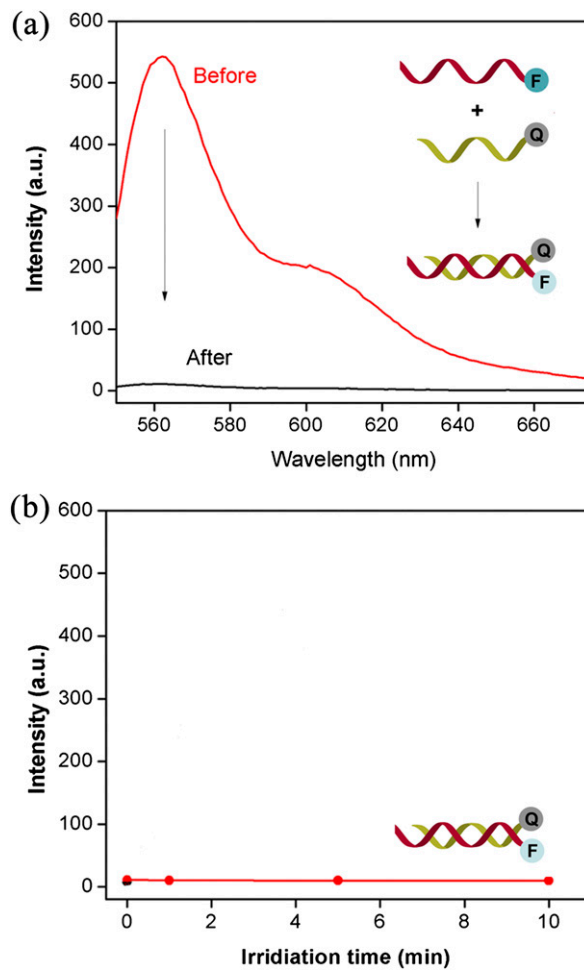 (a)
600
500
400
300
200
100
0
Intensity (a.u.)
Before
After
F
+
Q
Q
F
560 580 600 620 640 660
Wavelength (nm)
(b)
600
500
400
300
200
100
0
Intensity (a.u.)
Q
F
0 2 4 6 8 10
Irridiation time (min)